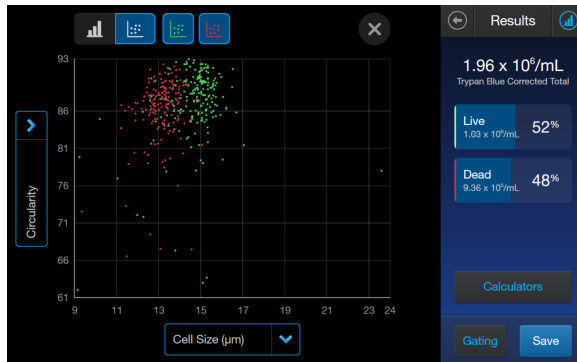 Results
1.96 x 10⁶/mL
Trypan Blue Corrected Total
Live
1.03 x 10⁶/mL
52%
Dead
9.36 x 10⁵/mL
48%
Calculators
Gating
Save
93
86
81
76
71
66
61
9
11
13
15
17
19
21
23
24
Circularity
Cell Size (µm)